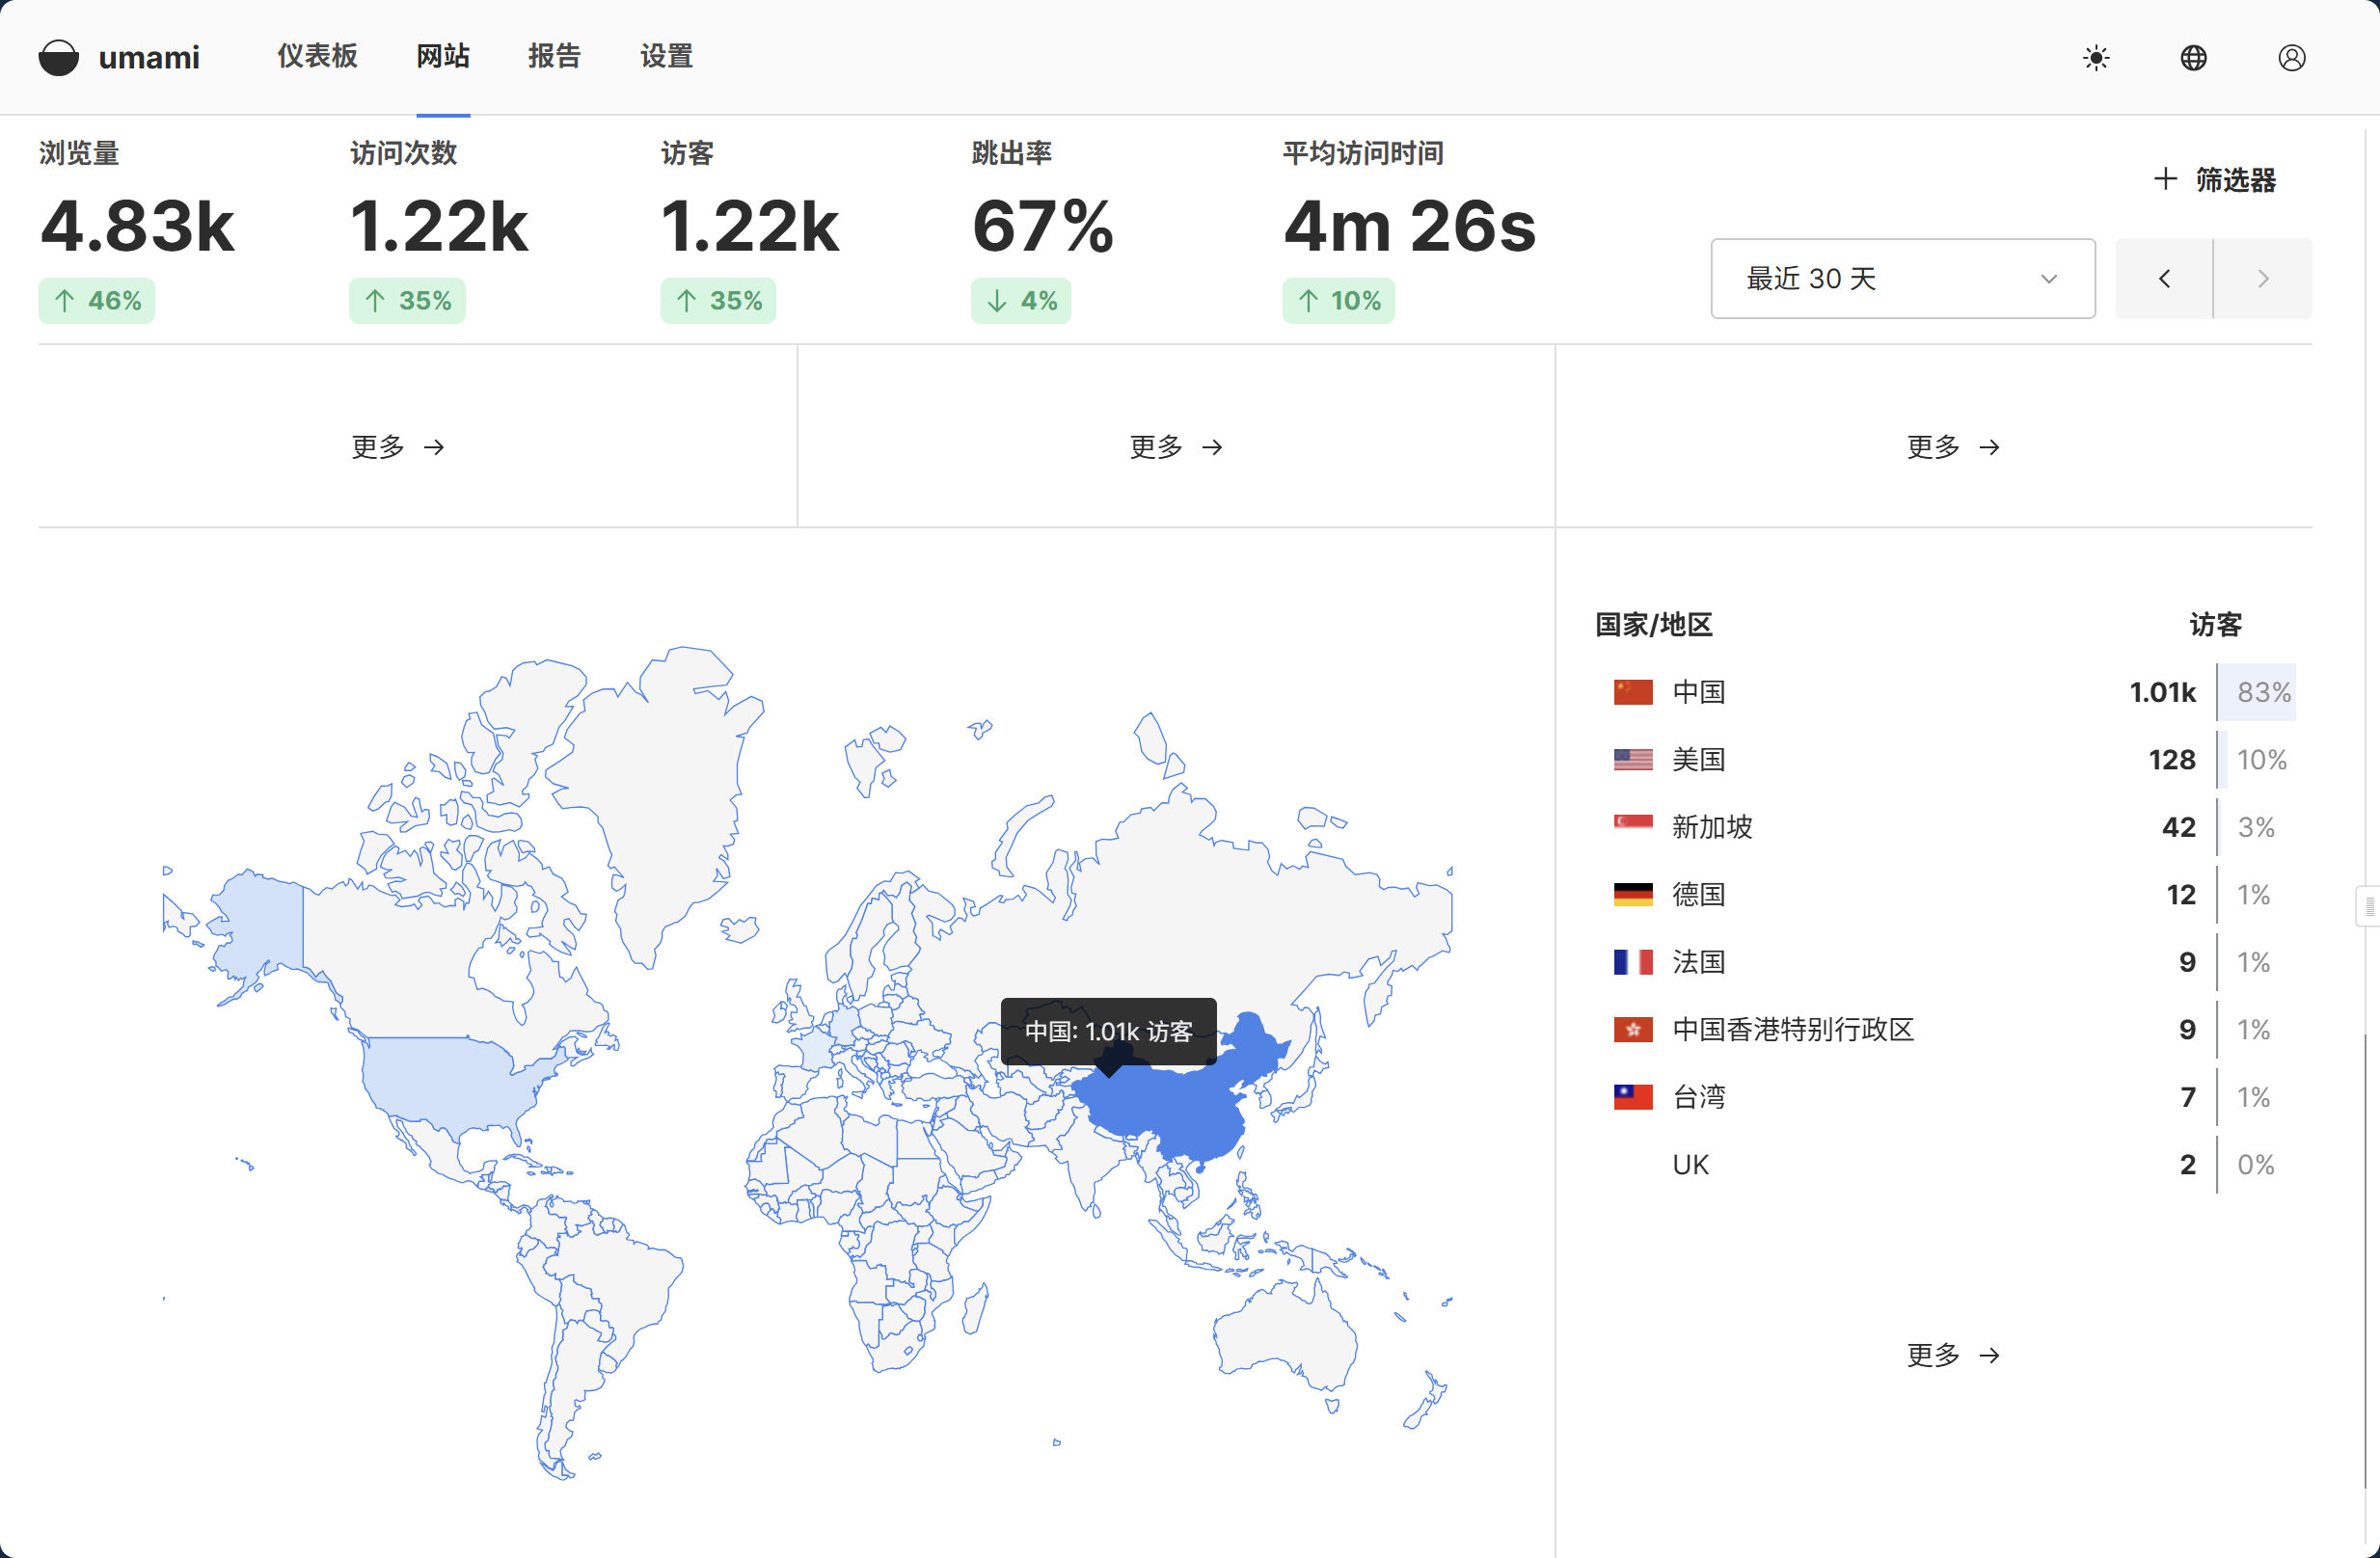 umami 仪表板 网站 报告 设置
浏览量 访问次数 访客 跳出率 平均访问时间
4.83k 1.22k 1.22k 67% 4m 26s
↑ 46% ↑ 35% ↑ 35% ↓ 4% ↑ 10%
+ 筛选器
最近 30 天
更多 → 更多 → 更多 →
国家/地区 访客
中国 1.01k 83%
美国 128 10%
新加坡 42 3%
德国 12 1%
法国 9 1%
中国香港特别行政区 9 1%
台湾 7 1%
UK 2 0%
更多 →
中国: 1.01k 访客